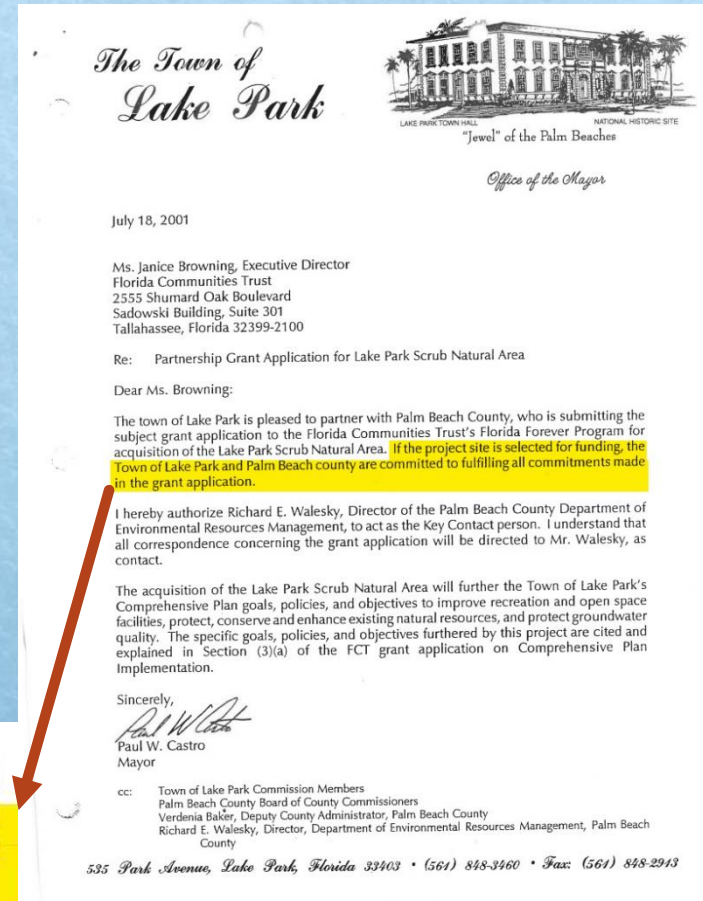 The Town of
Lake Park
LAKE PARK TOWN HALL
NATIONAL HISTORIC SITE
"Jewel" of the Palm Beaches
Office of the Mayor
July 18, 2001
Ms. Janice Browning, Executive Director
Florida Communities Trust
2555 Shumard Oak Boulevard
Sadowski Building, Suite 301
Tallahassee, Florida 32399-2100
Re: Partnership Grant Application for Lake Park Scrub Natural Area
Dear Ms. Browning:
The town of Lake Park is pleased to partner with Palm Beach County, who is submitting the
subject grant application to the Florida Communities Trust's Florida Forever Program for
acquisition of the Lake Park Scrub Natural Area. If the project site is selected for funding, the
Town of Lake Park and Palm Beach county are committed to fulfilling all commitments made
in the grant application.
I hereby authorize Richard E. Walesky, Director of the Palm Beach County Department of
Environmental Resources Management, to act as the Key Contact person. I understand that
all correspondence concerning the grant application will be directed to Mr. Walesky, as
contact.
The acquisition of the Lake Park Scrub Natural Area will further the Town of Lake Park's
Comprehensive Plan goals, policies, and objectives to improve recreation and open space
facilities, protect, conserve and enhance existing natural resources, and protect groundwater
quality. The specific goals, policies, and objectives furthered by this project are cited and
explained in Section (3)(a) of the FCT grant application on Comprehensive Plan
Implementation.
Sincerely,
Paul W Castro
Paul W. Castro
Mayor
cc: Town of Lake Park Commission Members
Palm Beach County Board of County Commissioners
Verdenia Baker, Deputy County Administrator, Palm Beach County
Richard E. Walesky, Director, Department of Environmental Resources Management, Palm Beach
County
535 Park Avenue, Lake Park, Florida 33403 • (561) 848-3460 • Fax: (561) 848-2943